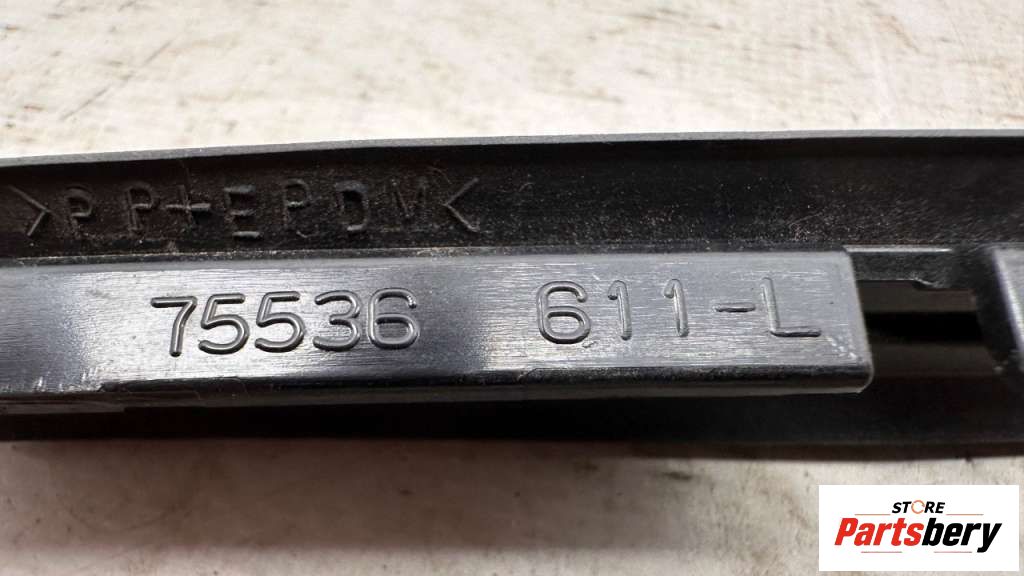 >PP+EPDM<
75536 611-L
STORE
Partsbery